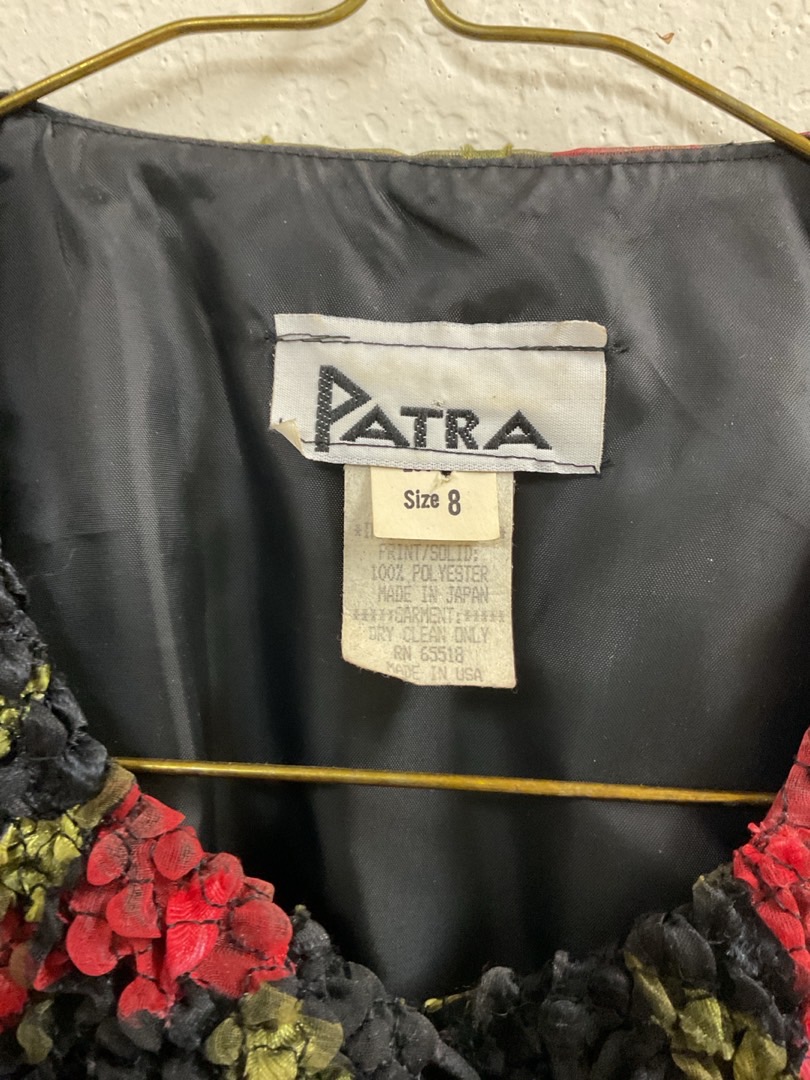 PATRA
Size 8
PRINT/SOLID:
100% POLYESTER
MADE IN JAPAN
*****GARMENT:*****
DRY CLEAN ONLY
RN 65518
MADE IN USA